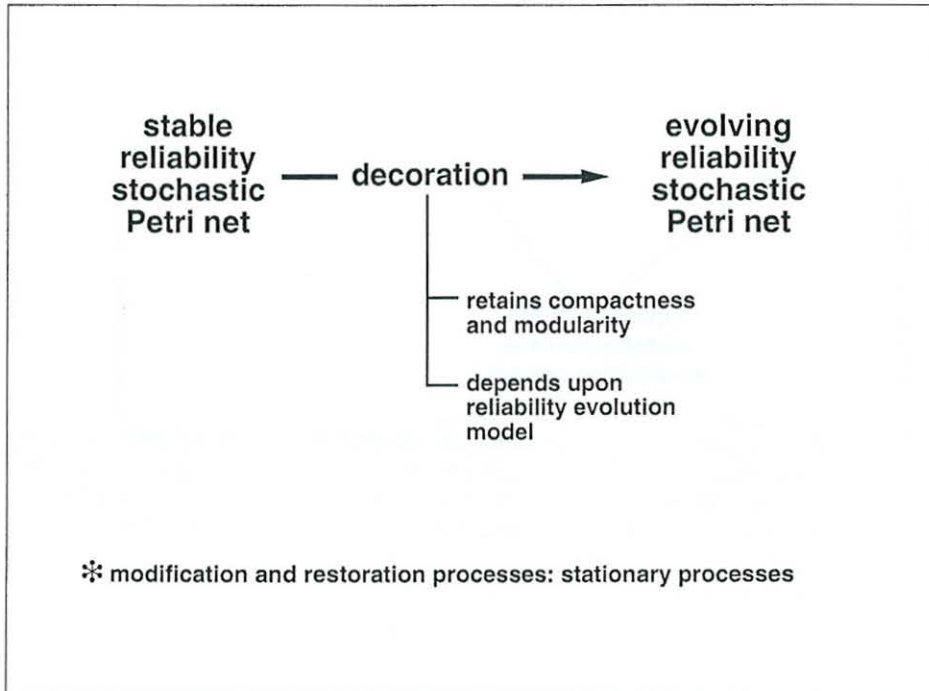 stable
reliability
stochastic
Petri net
decoration
evolving
reliability
stochastic
Petri net
retains compactness
and modularity
depends upon
reliability evolution
model
✻ modification and restoration processes: stationary processes